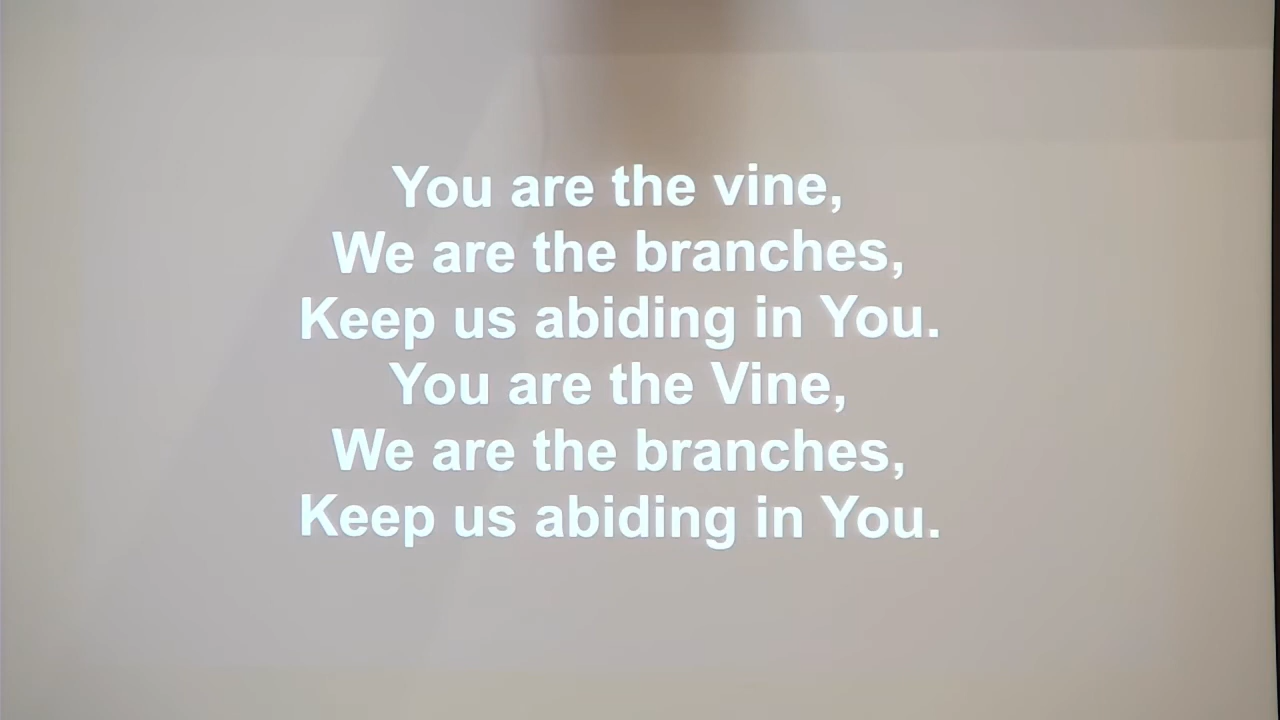 You are the vine,
We are the branches,
Keep us abiding in You.
You are the Vine,
We are the branches,
Keep us abiding in You.